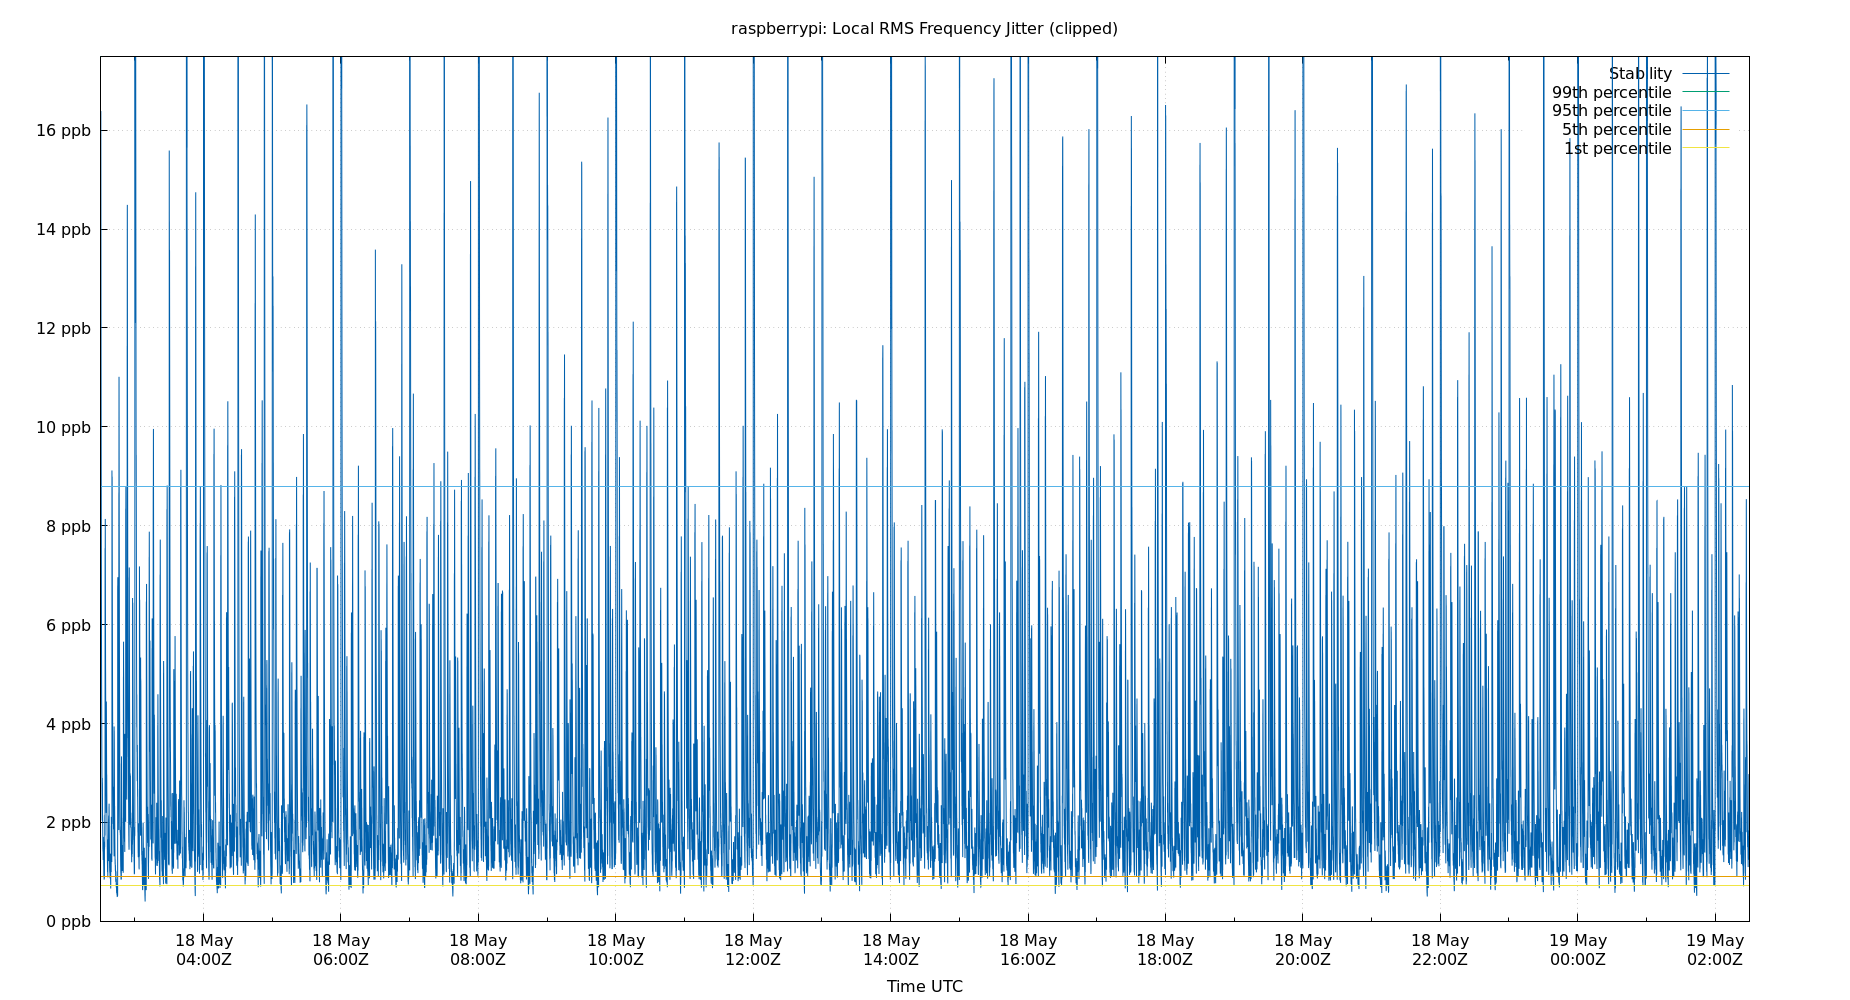 raspberrypi: Local RMS Frequency Jitter (clipped)
Stability
99th percentile
95th percentile
5th percentile
1st percentile
16 ppb
14 ppb
12 ppb
10 ppb
8 ppb
6 ppb
4 ppb
2 ppb
0 ppb
18 May 18 May 18 May 18 May 18 May 18 May 18 May 18 May 18 May 18 May 19 May 19 May
04:00Z 06:00Z 08:00Z 10:00Z 12:00Z 14:00Z 16:00Z 18:00Z 20:00Z 22:00Z 00:00Z 02:00Z
Time UTC